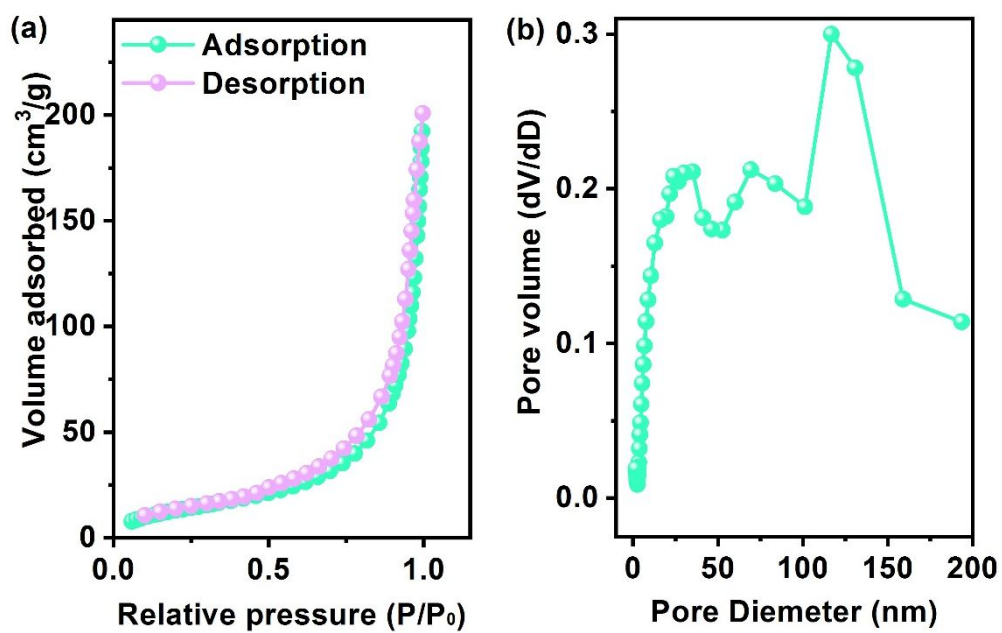 (a)
Adsorption
Desorption
Volume adsorbed (cm³/g)
200
150
100
50
0
0.0 0.5 1.0
Relative pressure (P/P₀)
(b)
Pore volume (dV/dD)
0.3
0.2
0.1
0.0
0 50 100 150 200
Pore Diemeter (nm)